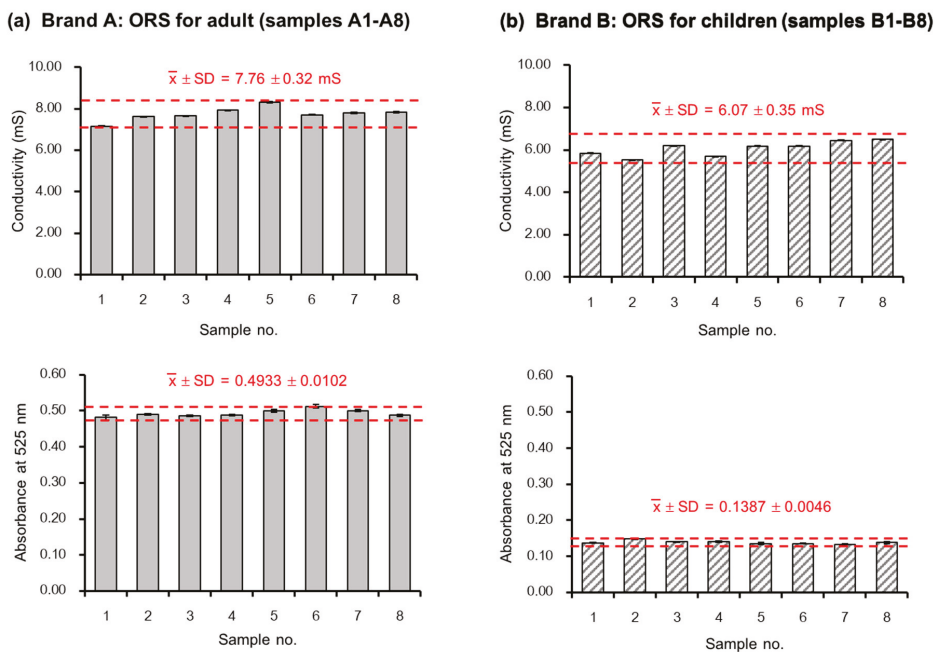 (a) Brand A: ORS for adult (samples A1-A8)
x̅ ± SD = 7.76 ± 0.32 mS
Conductivity (mS)
10.00
8.00
6.00
4.00
2.00
0.00
1 2 3 4 5 6 7 8
Sample no.
(b) Brand B: ORS for children (samples B1-B8)
x̅ ± SD = 6.07 ± 0.35 mS
Conductivity (mS)
10.00
8.00
6.00
4.00
2.00
0.00
1 2 3 4 5 6 7 8
Sample no.
x̅ ± SD = 0.4933 ± 0.0102
Absorbance at 525 nm
0.60
0.50
0.40
0.30
0.20
0.10
0.00
1 2 3 4 5 6 7 8
Sample no.
x̅ ± SD = 0.1387 ± 0.0046
Absorbance at 525 nm
0.60
0.50
0.40
0.30
0.20
0.10
0.00
1 2 3 4 5 6 7 8
Sample no.